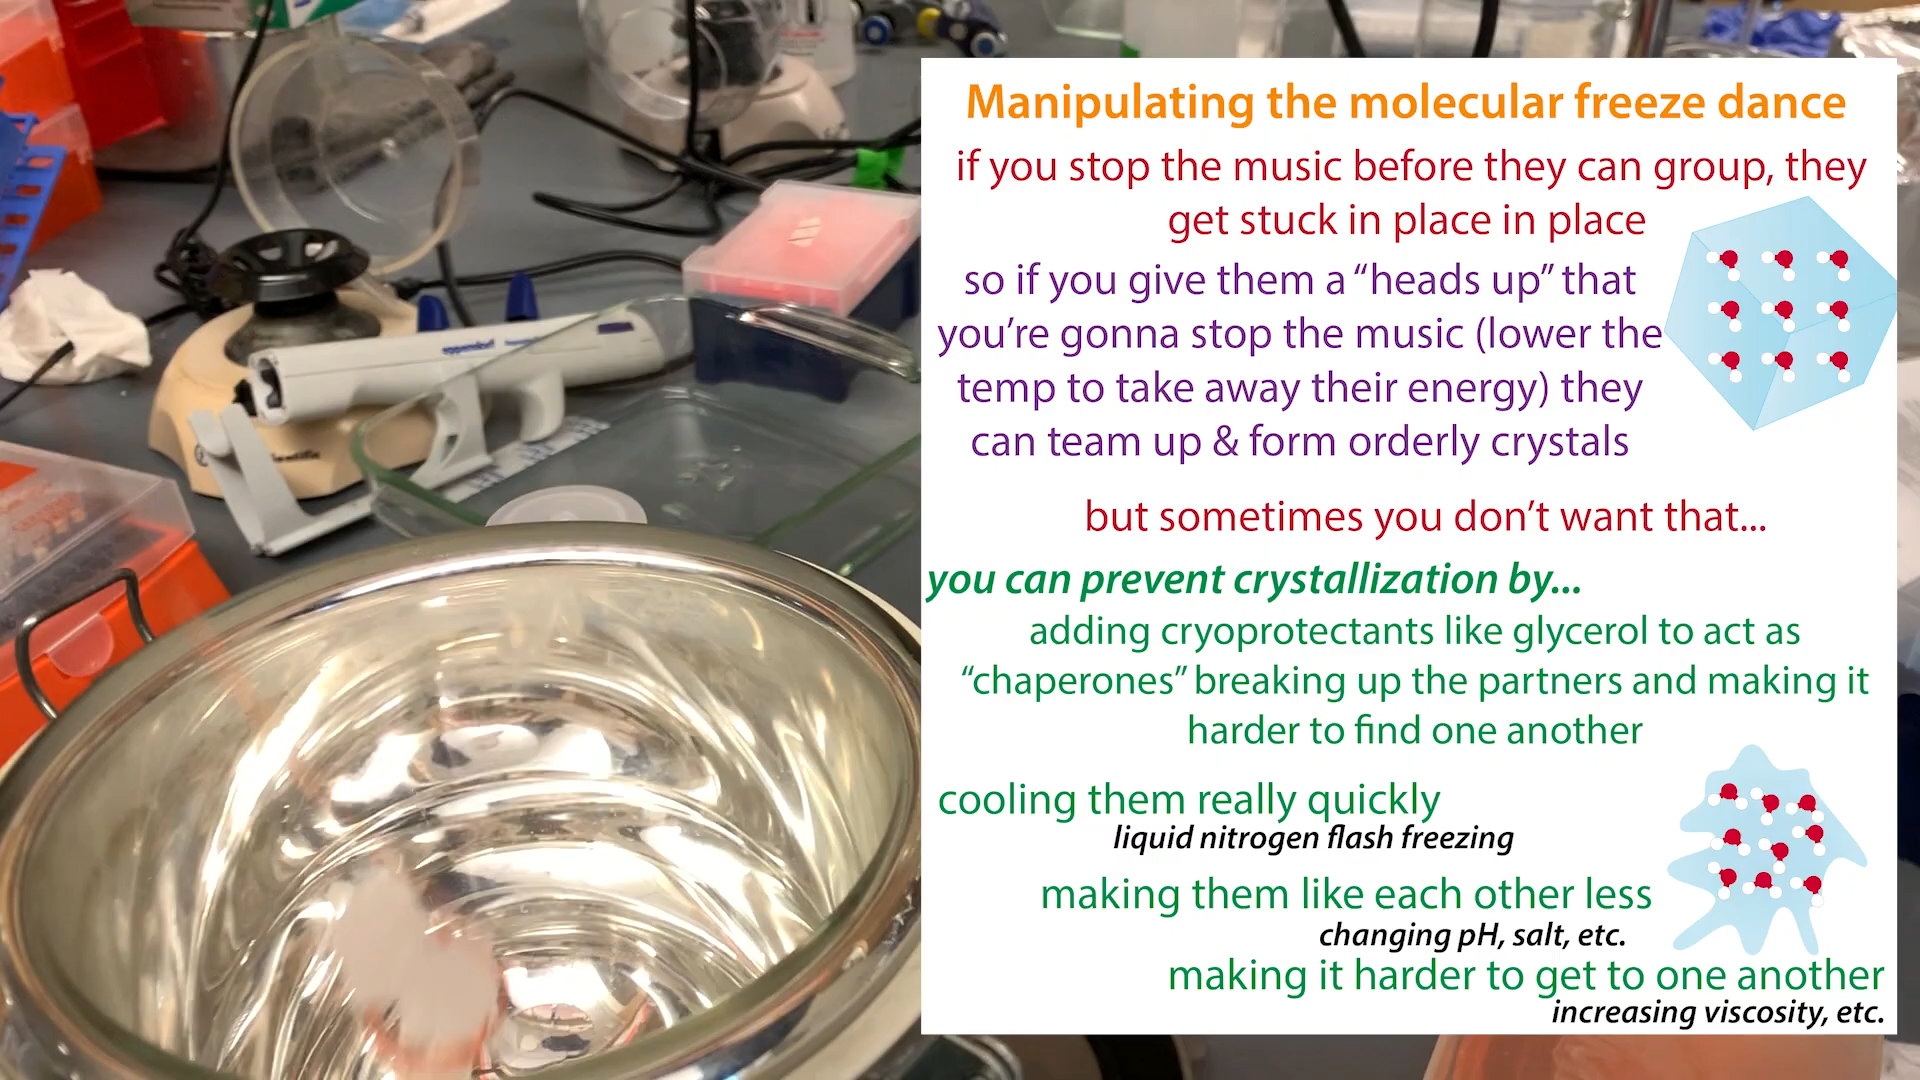 Manipulating the molecular freeze dance
if you stop the music before they can group, they
get stuck in place in place
so if you give them a “heads up” that
you’re gonna stop the music (lower the
temp to take away their energy) they
can team up & form orderly crystals
but sometimes you don’t want that...
you can prevent crystallization by...
adding cryoprotectants like glycerol to act as
“chaperones” breaking up the partners and making it
harder to find one another
cooling them really quickly
liquid nitrogen flash freezing
making them like each other less
changing pH, salt, etc.
making it harder to get to one another
increasing viscosity, etc.
eppendorf